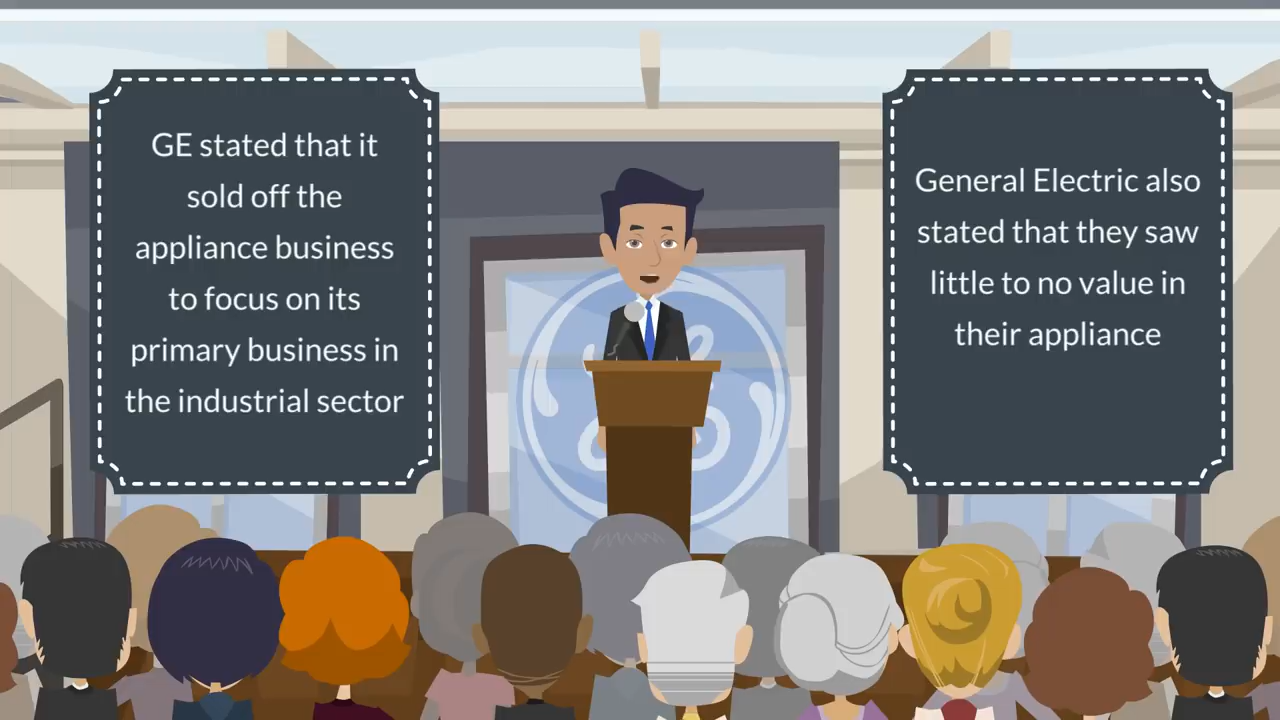 GE stated that it
sold off the
appliance business
to focus on its
primary business in
the industrial sector
General Electric also
stated that they saw
little to no value in
their appliance